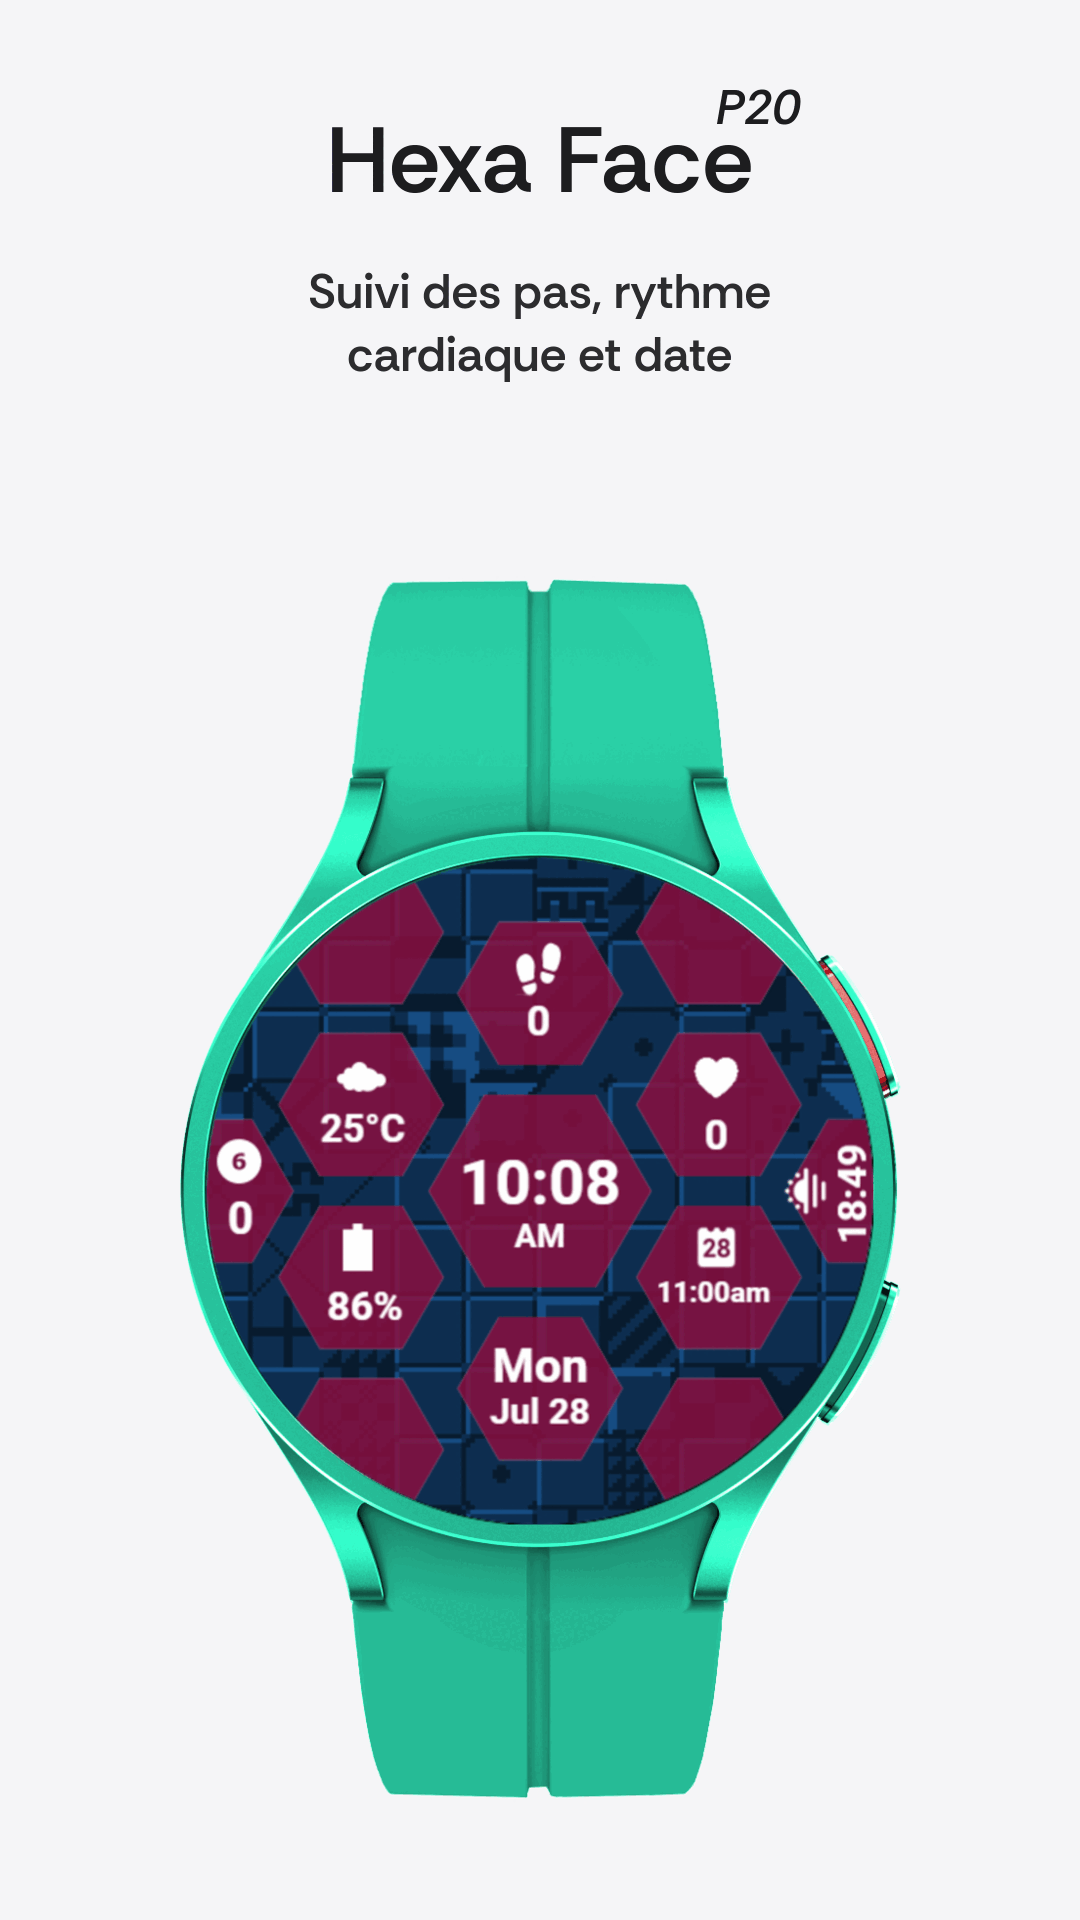 P20
Hexa Face
Suivi des pas, rythme
cardiaque et date
0
25°C
0
6
0
10:08
AM
18:49
86%
28
11:00am
Mon
Jul 28